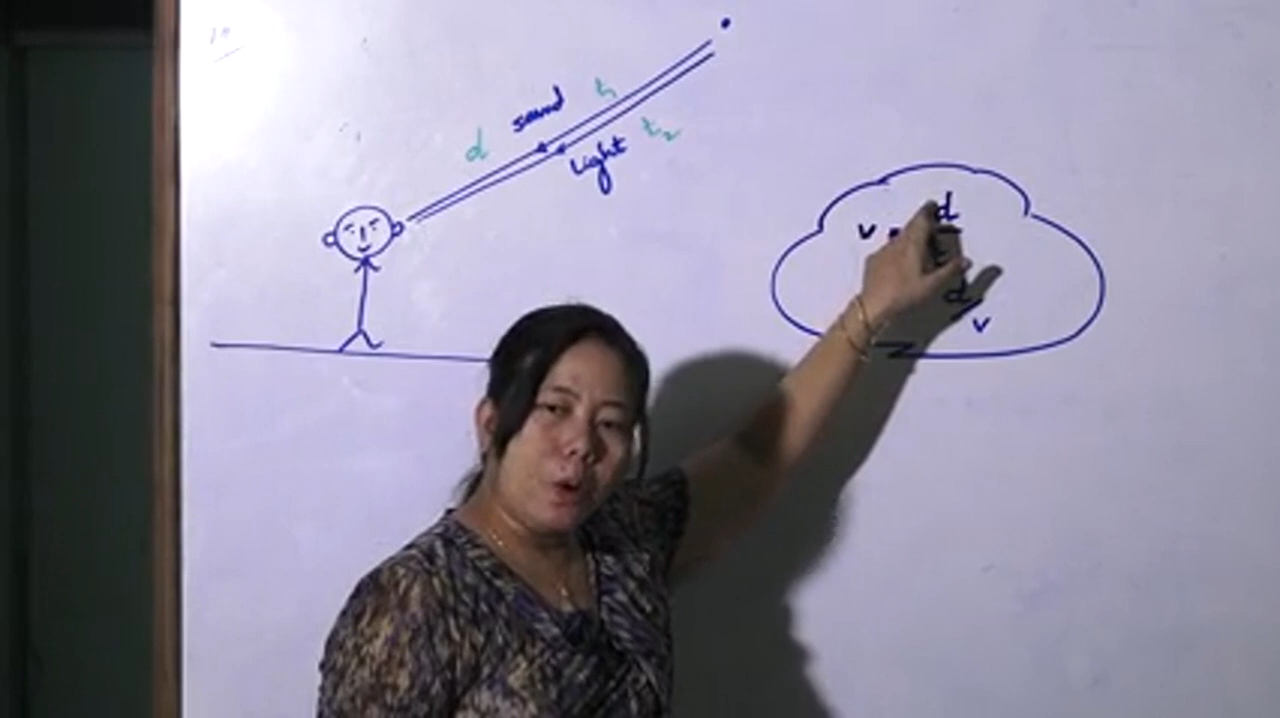 sound t₁
d
light t₂
v = d
d/v